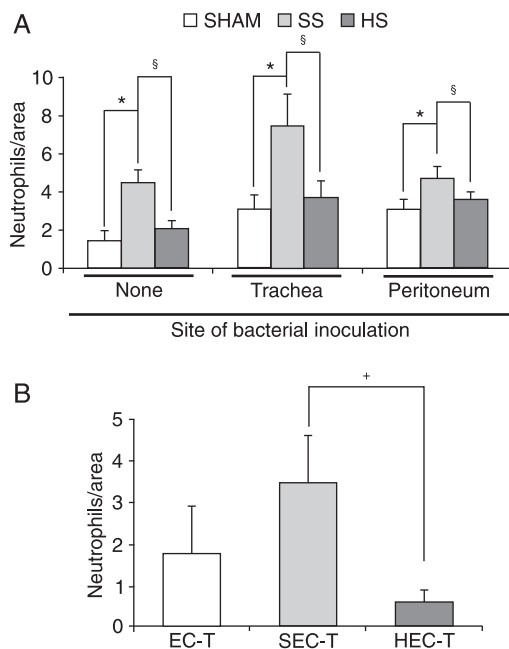 A
SHAM SS HS
Neutrophils/area
10
8
6
4
2
0
* §
* §
* §
None Trachea Peritoneum
Site of bacterial inoculation
B
Neutrophils/area
5
4
3
2
1
0
+
EC-T SEC-T HEC-T